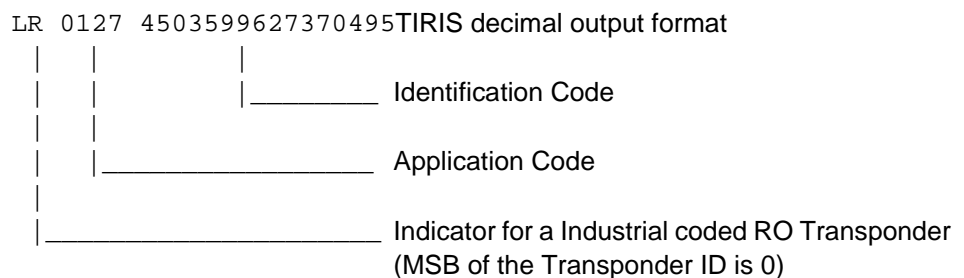 LR 0127 4503599627370495TIRIS decimal output format
Identification Code
Application Code
Indicator for a Industrial coded RO Transponder
(MSB of the Transponder ID is 0)